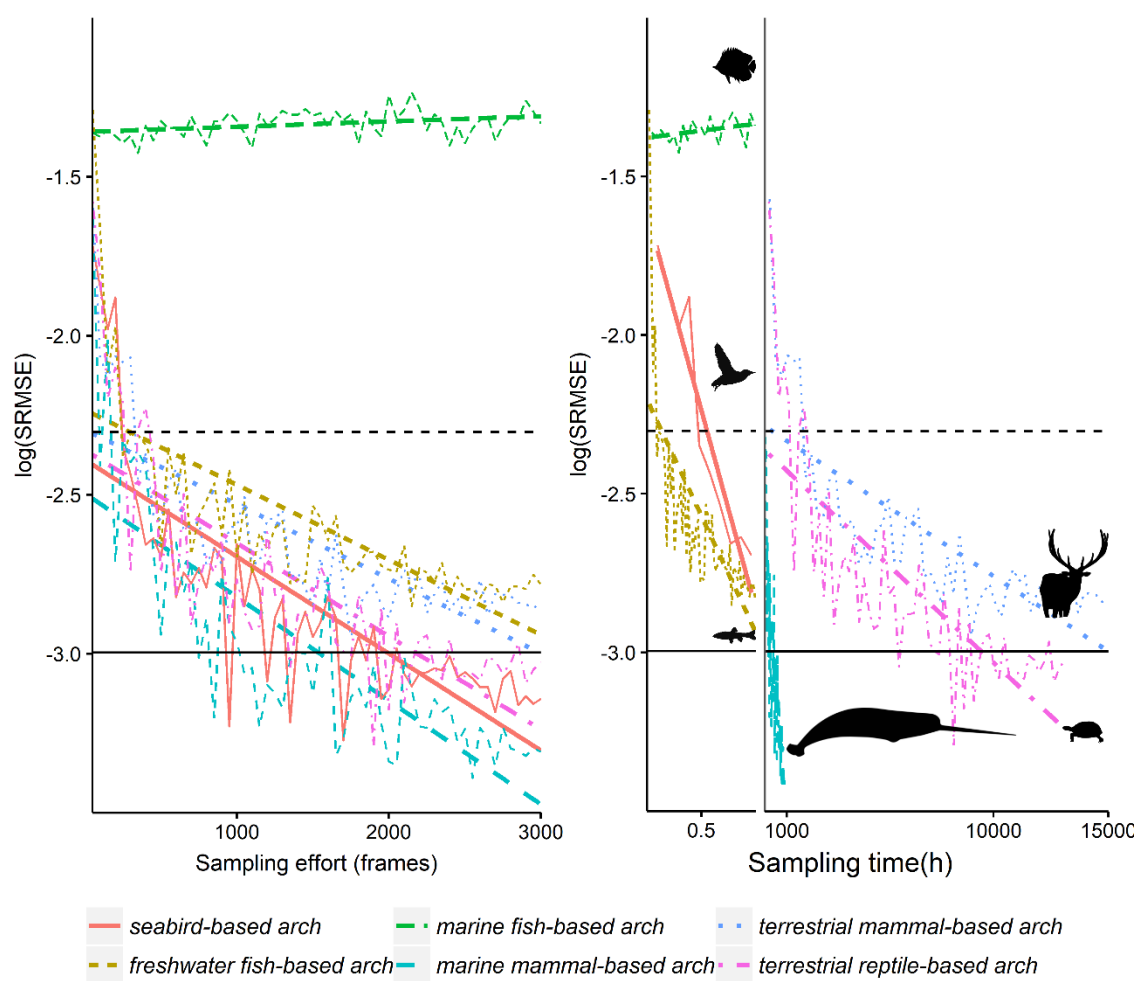 log(SRMSE)
-1.5
-2.0
-2.5
-3.0
1000
2000
3000
Sampling effort (frames)
log(SRMSE)
-1.5
-2.0
-2.5
-3.0
0.5
1000
10000
15000
Sampling time(h)
seabird-based arch
marine fish-based arch
terrestrial mammal-based arch
freshwater fish-based arch
marine mammal-based arch
terrestrial reptile-based arch